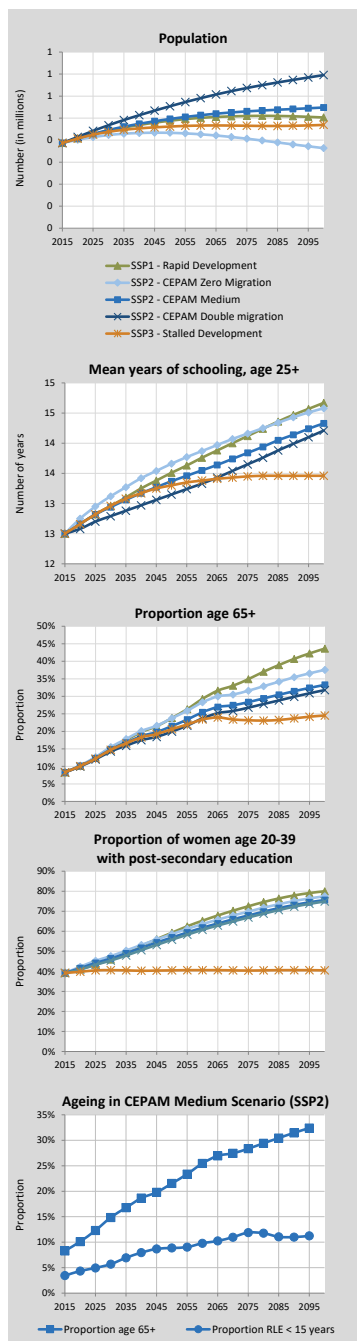 Population
1
1
1
1
1
0
0
0
0
Number (in millions)
2015 2025 2035 2045 2055 2065 2075 2085 2095
SSP1 - Rapid Development
SSP2 - CEPAM Zero Migration
SSP2 - CEPAM Medium
SSP2 - CEPAM Double migration
SSP3 - Stalled Development
Mean years of schooling, age 25+
15
15
14
14
13
13
12
Number of years
2015 2025 2035 2045 2055 2065 2075 2085 2095
Proportion age 65+
50%
45%
40%
35%
30%
25%
20%
15%
10%
5%
0%
Proportion
2015 2025 2035 2045 2055 2065 2075 2085 2095
Proportion of women age 20-39
with post-secondary education
90%
80%
70%
60%
50%
40%
30%
20%
10%
0%
Proportion
2015 2025 2035 2045 2055 2065 2075 2085 2095
Ageing in CEPAM Medium Scenario (SSP2)
35%
30%
25%
20%
15%
10%
5%
0%
Proportion
2015 2025 2035 2045 2055 2065 2075 2085 2095
Proportion age 65+ Proportion RLE < 15 years